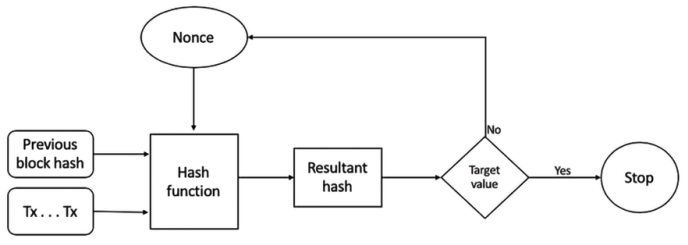 Nonce
Previous
block hash
Tx . . . Tx
Hash
function
Resultant
hash
Target
value
No
Yes
Stop